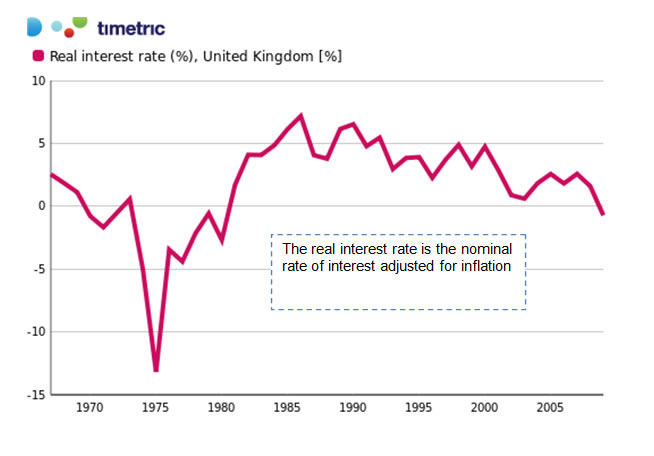 timetric
Real interest rate (%), United Kingdom [%]
10
5
0
-5
-10
-15
The real interest rate is the nominal
rate of interest adjusted for inflation
1970 1975 1980 1985 1990 1995 2000 2005